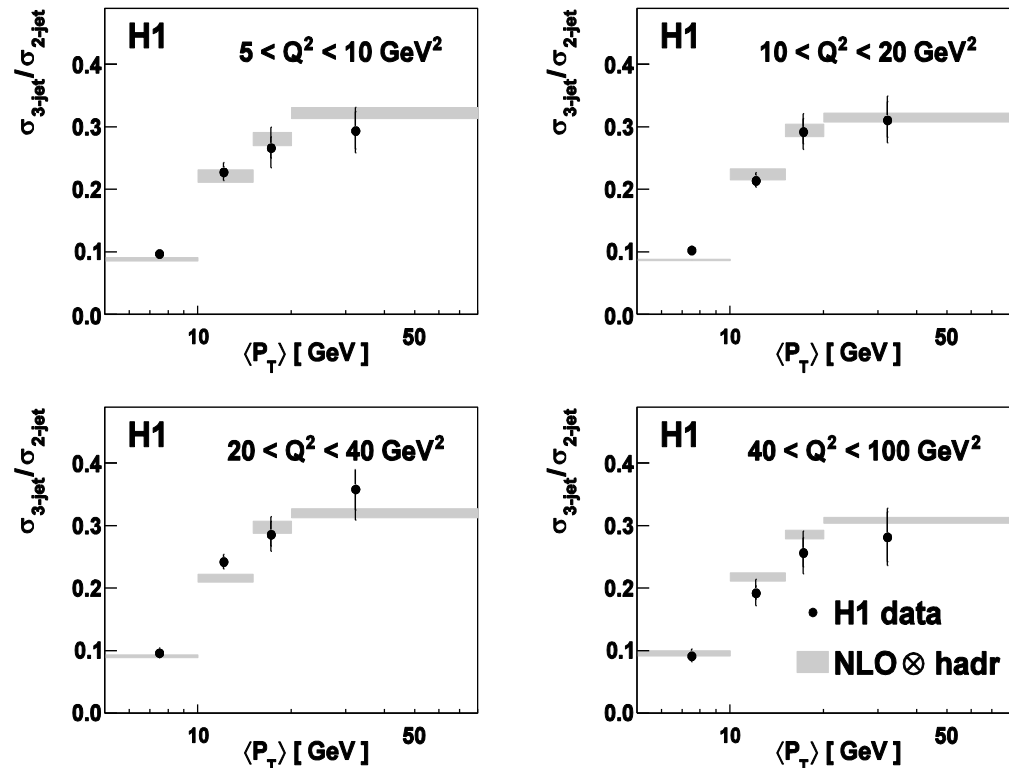 H1
5 < Q² < 10 GeV²
σ₃₋jet/σ₂₋jet
0.4
0.3
0.2
0.1
0.0
10
50
⟨P_T⟩ [ GeV ]
H1
10 < Q² < 20 GeV²
σ₃₋jet/σ₂₋jet
0.4
0.3
0.2
0.1
0.0
10
50
⟨P_T⟩ [ GeV ]
H1
20 < Q² < 40 GeV²
σ₃₋jet/σ₂₋jet
0.4
0.3
0.2
0.1
0.0
10
50
⟨P_T⟩ [ GeV ]
H1
40 < Q² < 100 GeV²
σ₃₋jet/σ₂₋jet
0.4
0.3
0.2
0.1
0.0
H1 data
NLO ⊗ hadr
10
50
⟨P_T⟩ [ GeV ]